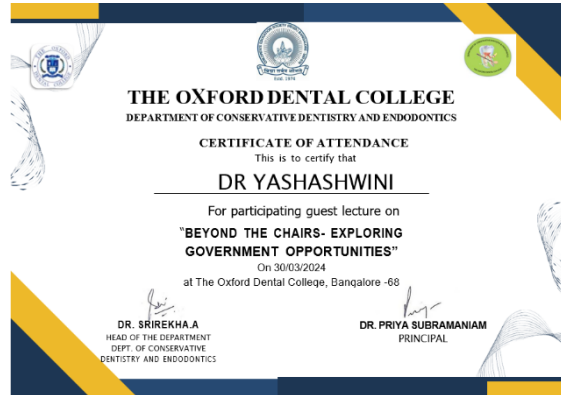 THE OXFORD DENTAL COLLEGE
DEPARTMENT OF CONSERVATIVE DENTISTRY AND ENDODONTICS
CERTIFICATE OF ATTENDANCE
This is to certify that
DR YASHASHWINI
For participating guest lecture on
"BEYOND THE CHAIRS- EXPLORING
GOVERNMENT OPPORTUNITIES"
On 30/03/2024
at The Oxford Dental College, Bangalore -68
DR. SRIREKHA.A
HEAD OF THE DEPARTMENT
DEPT. OF CONSERVATIVE
DENTISTRY AND ENDODONTICS
DR. PRIYA SUBRAMANIAM
PRINCIPAL